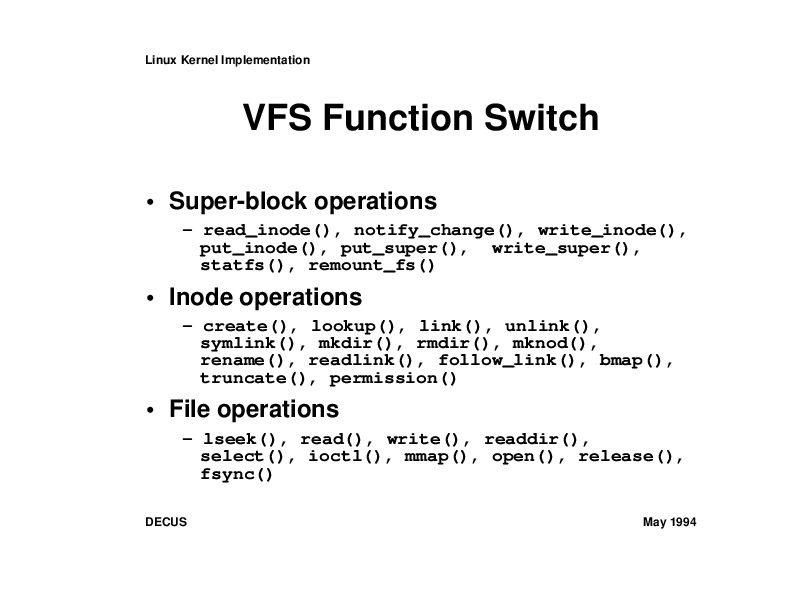 Linux Kernel Implementation
VFS Function Switch
• Super-block operations
– read_inode(), notify_change(), write_inode(),
put_inode(), put_super(),  write_super(),
statfs(), remount_fs()
• Inode operations
– create(), lookup(), link(), unlink(),
symlink(), mkdir(), rmdir(), mknod(),
rename(), readlink(), follow_link(), bmap(),
truncate(), permission()
• File operations
– lseek(), read(), write(), readdir(),
select(), ioctl(), mmap(), open(), release(),
fsync()
DECUS May 1994